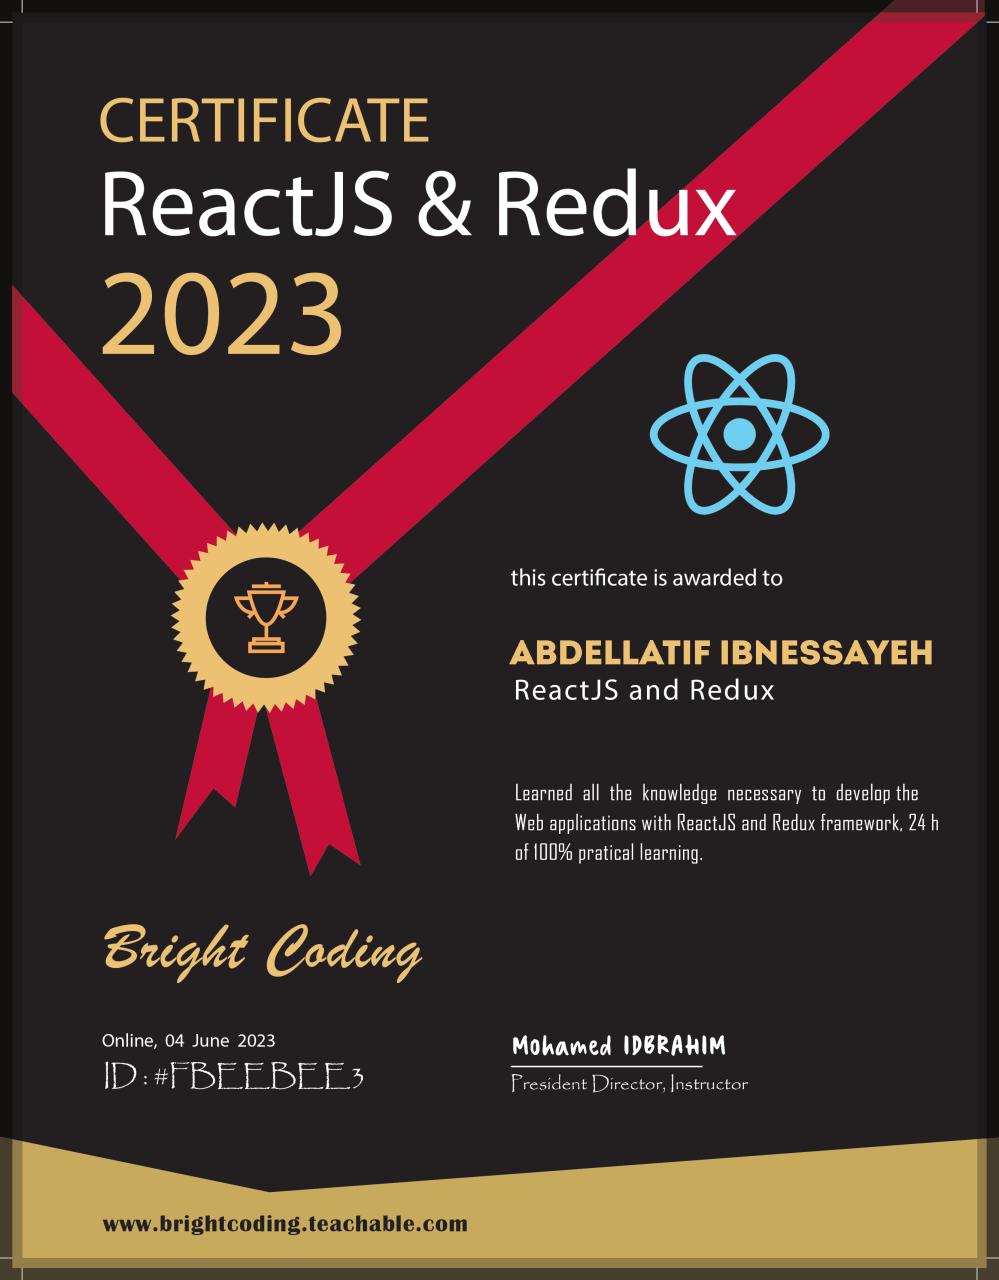 CERTIFICATE
ReactJS & Redux
2023
this certificate is awarded to
ABDELLATIF IBNESSAYEH
ReactJS and Redux
Learned all the knowledge necessary to develop the
Web applications with ReactJS and Redux framework, 24 h
of 100% pratical learning.
Bright Coding
Online, 04 June 2023
ID : #FBEEBEE3
Mohamed IDBRAHIM
President Director, Instructor
www.brightcoding.teachable.com